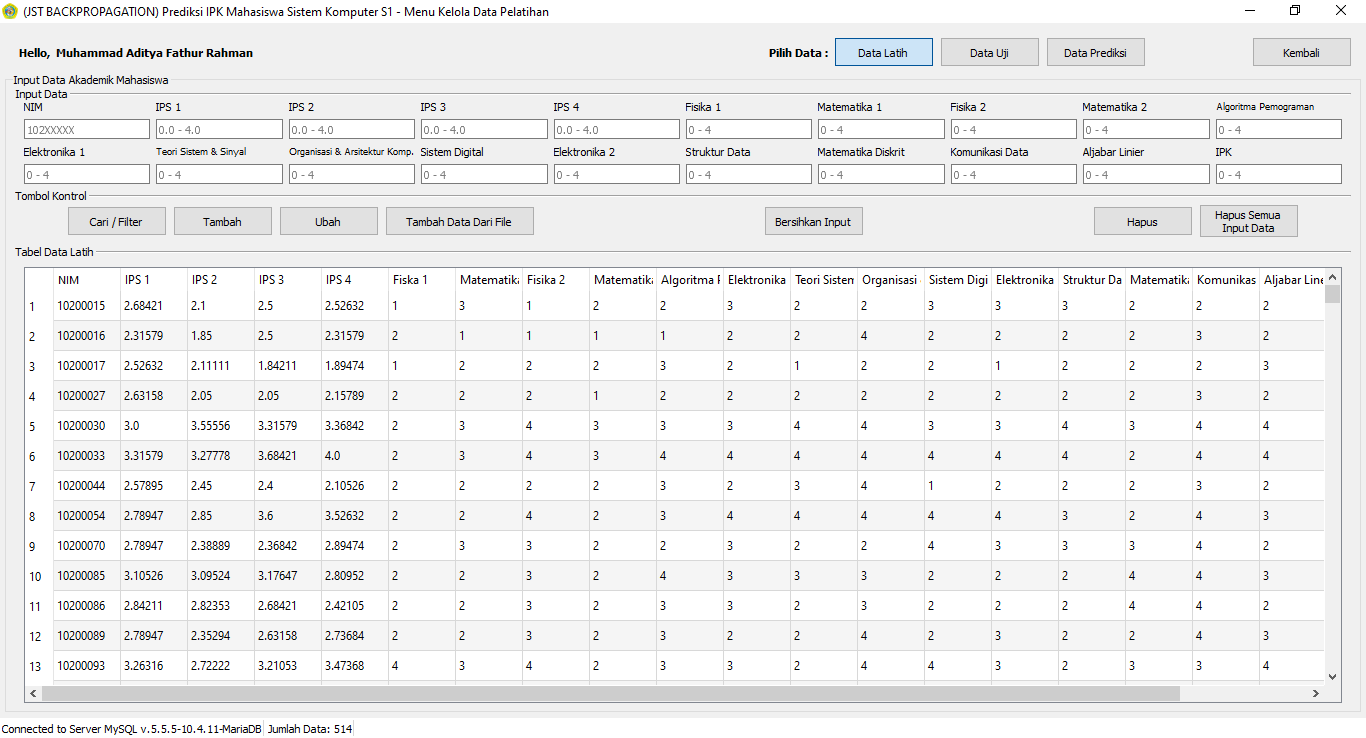 (JST BACKPROPAGATION) Prediksi IPK Mahasiswa Sistem Komputer S1 - Menu Kelola Data Pelatihan
Hello, Muhammad Aditya Fathur Rahman Pilih Data : Data Latih Data Uji Data Prediksi Kembali
Input Data Akademik Mahasiswa
Input Data
NIM IPS 1 IPS 2 IPS 3 IPS 4 Fisika 1 Matematika 1 Fisika 2 Matematika 2 Algoritma Pemograman
102XXXXX 0.0 - 4.0 0.0 - 4.0 0.0 - 4.0 0.0 - 4.0 0 - 4 0 - 4 0 - 4 0 - 4 0 - 4
Elektronika 1 Teori Sistem & Sinyal Organisasi & Arsitektur Komp. Sistem Digital Elektronika 2 Struktur Data Matematika Diskrit Komunikasi Data Aljabar Linier IPK
0 - 4 0 - 4 0 - 4 0 - 4 0 - 4 0 - 4 0 - 4 0 - 4 0 - 4 0 - 4
Tombol Kontrol
Cari / Filter Tambah Ubah Tambah Data Dari File Bersihkan Input Hapus Hapus Semua
Input Data
Tabel Data Latih
NIM IPS 1 IPS 2 IPS 3 IPS 4 Fiska 1 Matematika Fisika 2 Matematika Algoritma P Elektronika Teori Sistem Organisasi Sistem Digi Elektronika Struktur Da Matematika Komunikas Aljabar Line
1 10200015 2.68421 2.1 2.5 2.52632 1 3 1 2 2 3 2 2 3 3 3 2 2 2
2 10200016 2.31579 1.85 2.5 2.31579 2 1 1 1 1 2 2 4 2 2 2 2 3 2
3 10200017 2.52632 2.11111 1.84211 1.89474 1 2 2 2 3 2 1 2 2 1 2 2 2 3
4 10200027 2.63158 2.05 2.05 2.15789 2 2 2 1 2 2 2 2 2 2 2 2 3 2
5 10200030 3.0 3.55556 3.31579 3.36842 2 3 4 3 3 3 4 4 3 3 4 3 4 4
6 10200033 3.31579 3.27778 3.68421 4.0 2 3 4 3 4 4 4 4 4 4 4 2 4 4
7 10200044 2.57895 2.45 2.4 2.10526 2 2 2 2 3 2 3 4 1 2 2 2 3 2
8 10200054 2.78947 2.85 3.6 3.52632 2 2 4 2 3 4 4 4 4 4 3 2 4 3
9 10200070 2.78947 2.38889 2.36842 2.89474 2 3 3 2 2 3 2 2 4 3 3 3 4 2
10 10200085 3.10526 3.09524 3.17647 2.80952 2 2 3 2 4 3 3 3 2 2 2 4 4 3
11 10200086 2.84211 2.82353 2.68421 2.42105 2 2 3 2 3 3 2 3 2 2 2 4 4 2
12 10200089 2.78947 2.35294 2.63158 2.73684 2 2 3 2 3 2 2 4 2 3 2 2 4 3
13 10200093 3.26316 2.72222 3.21053 3.47368 4 3 4 2 3 3 2 4 4 3 2 3 3 4
Connected to Server MySQL v.5.5.5-10.4.11-MariaDB Jumlah Data: 514